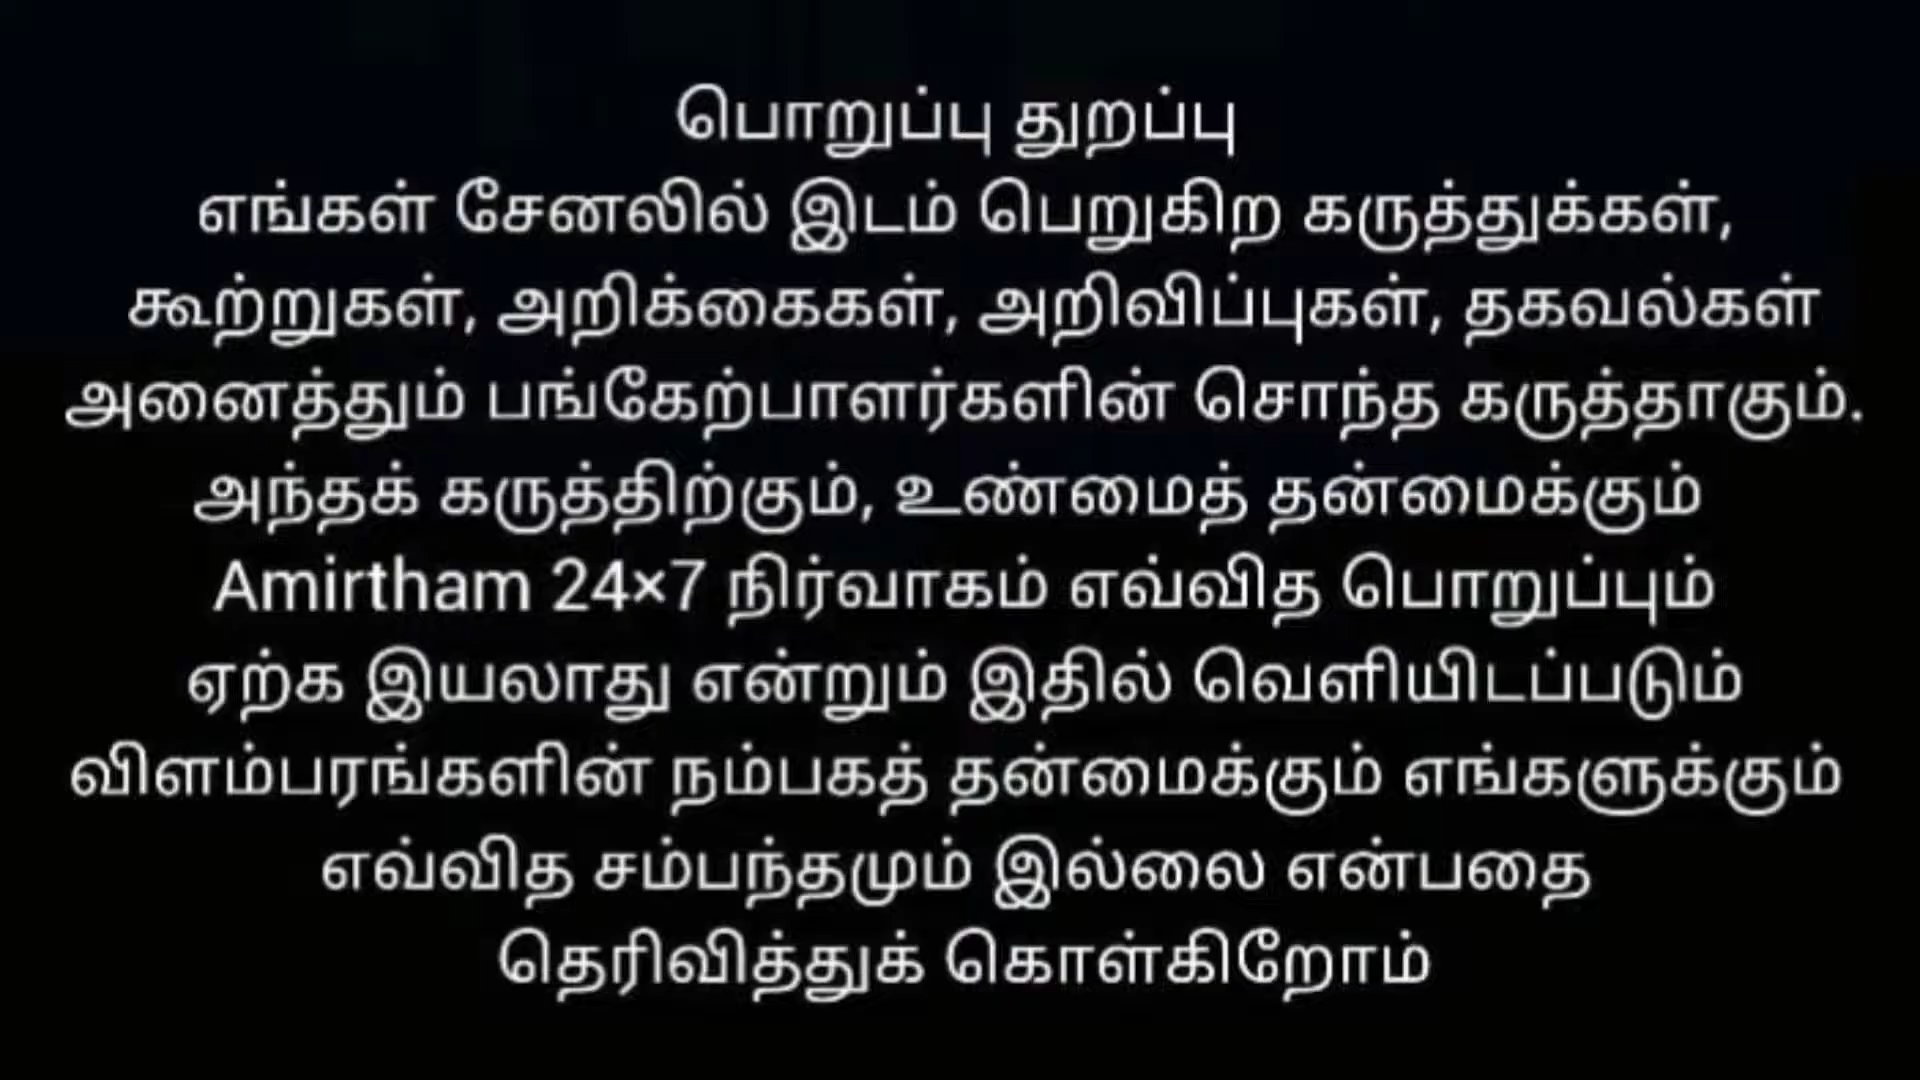 பொறுப்பு துறப்பு
எங்கள் சேனலில் இடம் பெறுகிற கருத்துக்கள்,
கூற்றுகள், அறிக்கைகள், அறிவிப்புகள், தகவல்கள்
அனைத்தும் பங்கேற்பாளர்களின் சொந்த கருத்தாகும்.
அந்தக் கருத்திற்கும், உண்மைத் தன்மைக்கும்
Amirtham 24×7 நிர்வாகம் எவ்வித பொறுப்பும்
ஏற்க இயலாது என்றும் இதில் வெளியிடப்படும்
விளம்பரங்களின் நம்பகத் தன்மைக்கும் எங்களுக்கும்
எவ்வித சம்பந்தமும் இல்லை என்பதை
தெரிவித்துக் கொள்கிறோம்